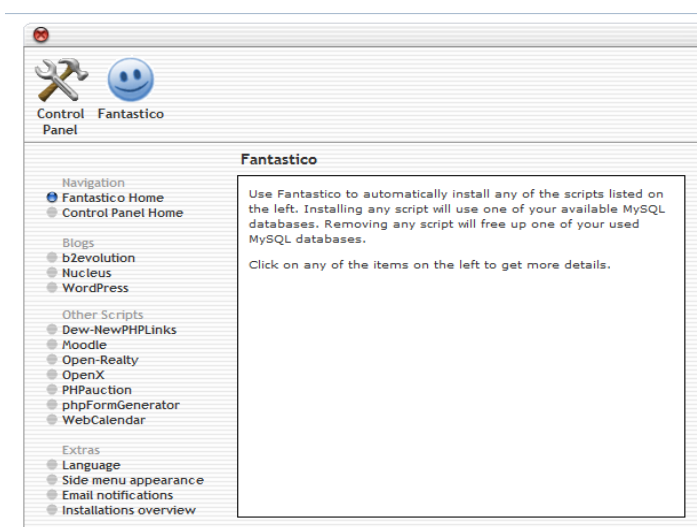 Control Panel
Fantastico
Fantastico
Navigation
Fantastico Home
Control Panel Home
Blogs
b2evolution
Nucleus
WordPress
Other Scripts
Dew-NewPHPLinks
Moodle
Open-Realty
OpenX
PHPauction
phpFormGenerator
WebCalendar
Extras
Language
Side menu appearance
Email notifications
Installations overview
Use Fantastico to automatically install any of the scripts listed on
the left. Installing any script will use one of your available MySQL
databases. Removing any script will free up one of your used
MySQL databases.
Click on any of the items on the left to get more details.